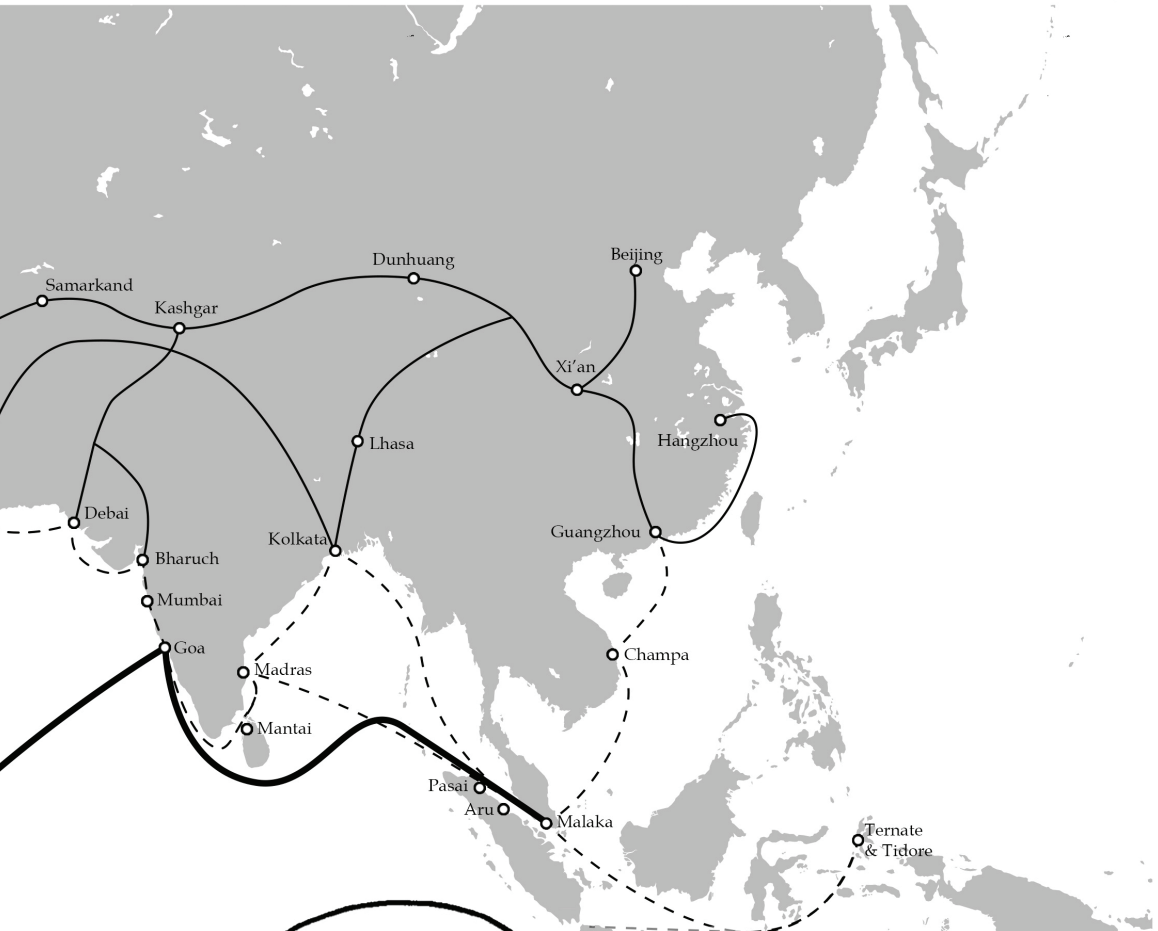 Beijing
Dunhuang
Samarkand
Kashgar
Xi'an
Hangzhou
Lhasa
Debai
Guangzhou
Kolkata
Bharuch
Mumbai
Goa
Champa
Madras
Mantai
Pasai
Aru
Malaka
Ternate
& Tidore